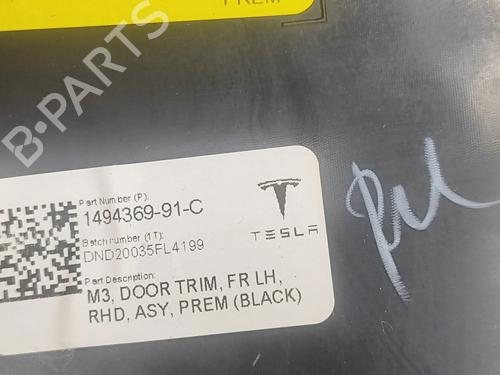 PREM
B-PARTS
Part Number (P):
1494369-91-C
Batch number (1T):
DND20035FL4199
TESLA
Part Description:
M3, DOOR TRIM, FR LH,
RHD, ASY, PREM (BLACK)